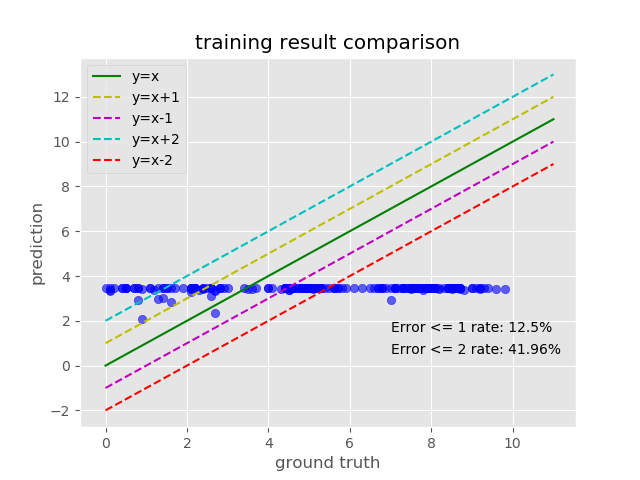 training result comparison
y=x
y=x+1
y=x-1
y=x+2
y=x-2
12
10
8
6
4
2
0
−2
prediction
Error <= 1 rate: 12.5%
Error <= 2 rate: 41.96%
0 2 4 6 8 10
ground truth